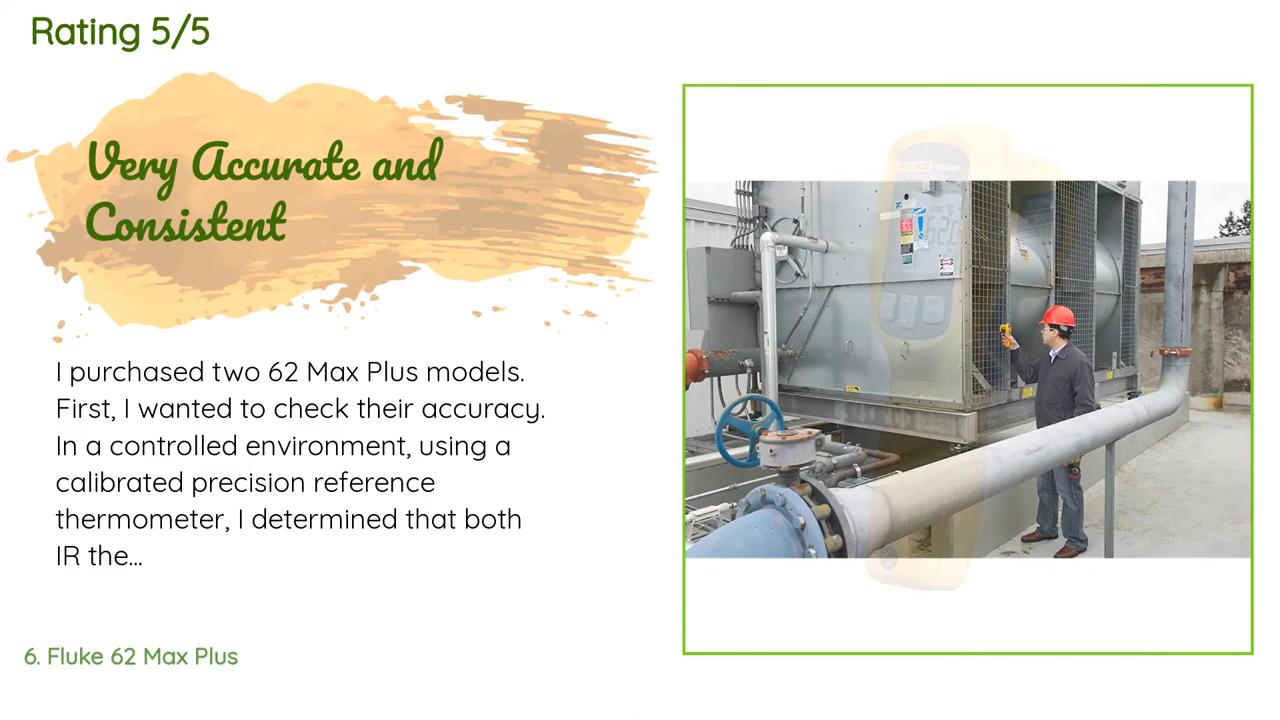 Rating 5/5
Very Accurate and
Consistent
I purchased two 62 Max Plus models.
First, I wanted to check their accuracy.
In a controlled environment, using a
calibrated precision reference
thermometer, I determined that both
IR the...
6. Fluke 62 Max Plus
FLUKE